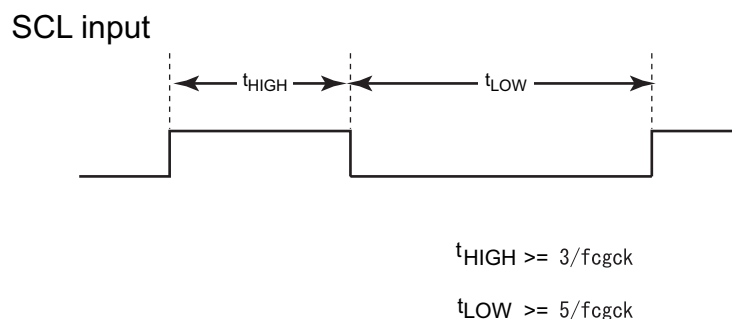 SCL input
tHIGH tLOW
tHIGH >= 3/fcgck
tLOW >= 5/fcgck